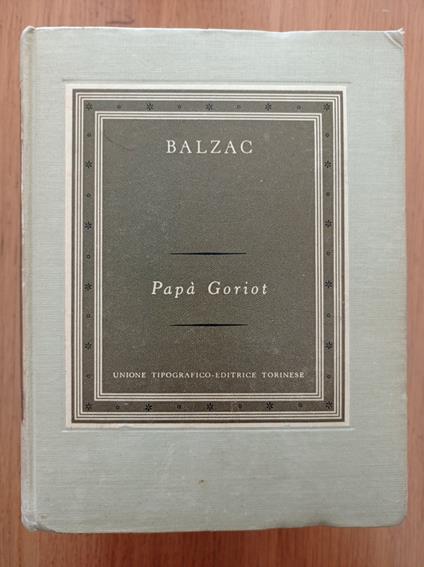 BALZAC
Papà Goriot
UNIONE TIPOGRAFICO-EDITRICE TORINESE